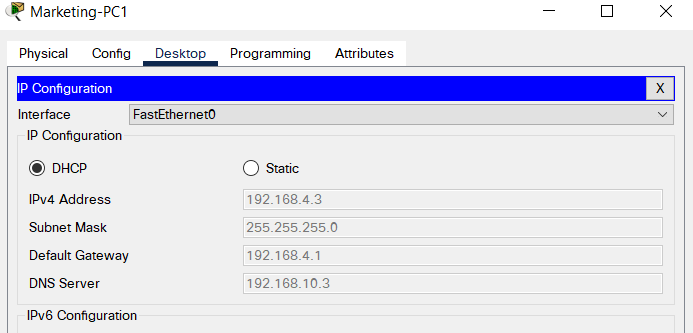 Marketing-PC1
Physical Config Desktop Programming Attributes
IP Configuration X
Interface FastEthernet0
IP Configuration
DHCP Static
IPv4 Address 192.168.4.3
Subnet Mask 255.255.255.0
Default Gateway 192.168.4.1
DNS Server 192.168.10.3
IPv6 Configuration